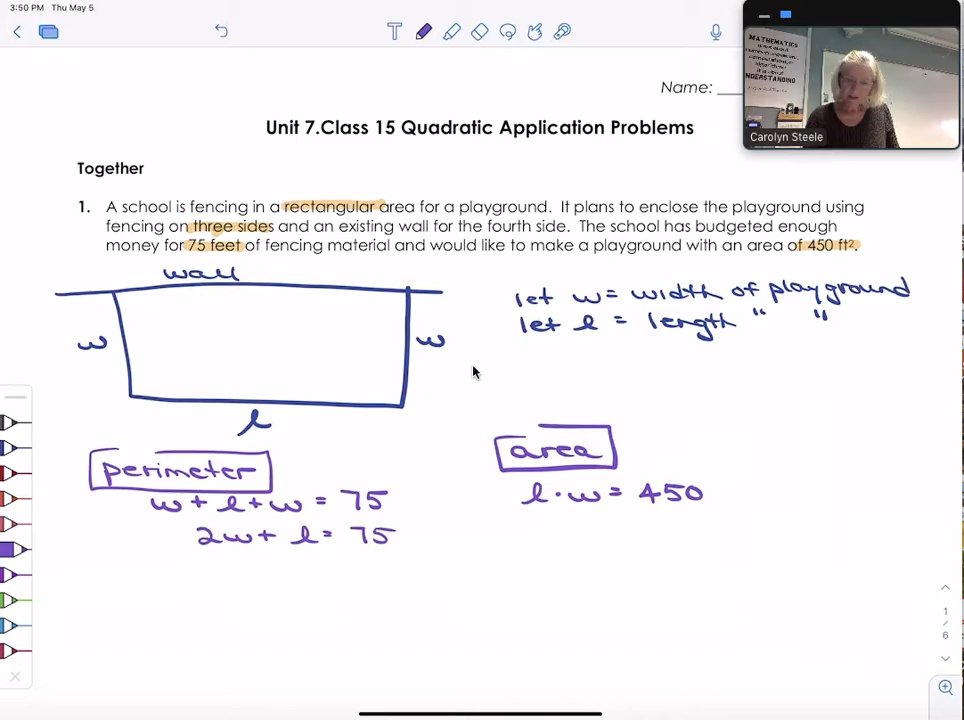 3:50 PM Thu May 5
MATHEMATICS
UNDERSTANDING
Name: __
Carolyn Steele
Unit 7.Class 15 Quadratic Application Problems
Together
1. A school is fencing in a rectangular area for a playground. It plans to enclose the playground using
fencing on three sides and an existing wall for the fourth side. The school has budgeted enough
money for 75 feet of fencing material and would like to make a playground with an area of 450 ft².
wall
let w = width of playground
let l = length " "
w
w
l
perimeter
w + l + w = 75
2w + l = 75
area
l · w = 450
1
/
6